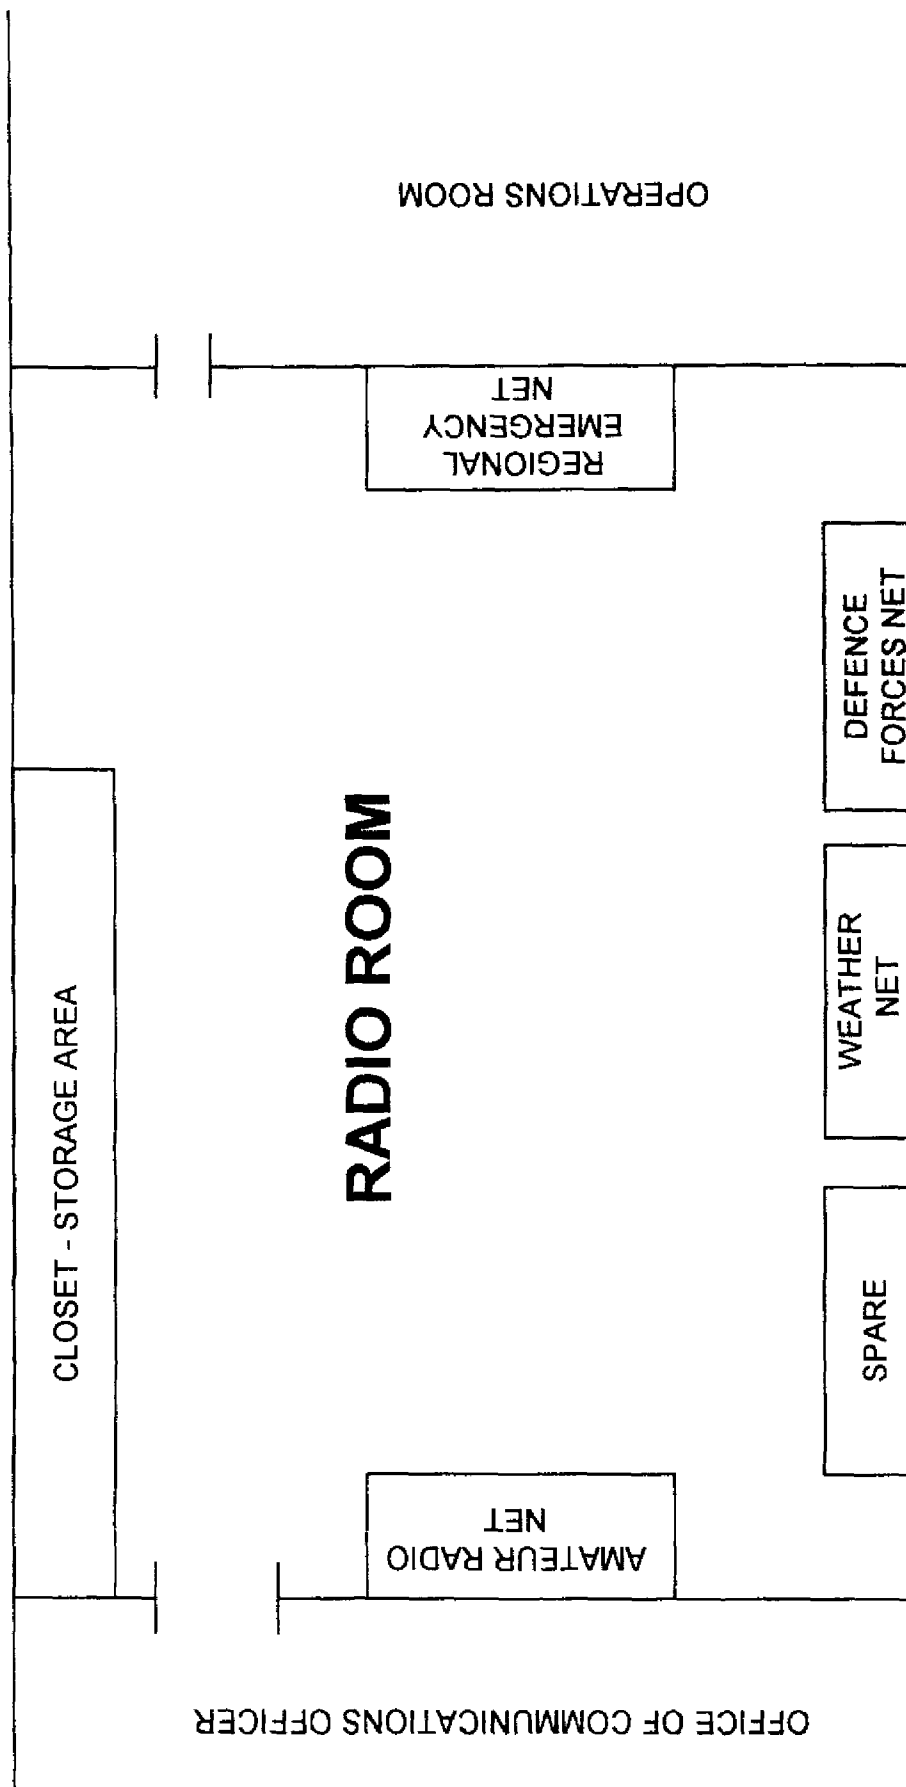 CLOSET - STORAGE AREA
RADIO ROOM
OFFICE OF COMMUNICATIONS OFFICER
AMATEUR RADIO
NET
REGIONAL
EMERGENCY
NET
OPERATIONS ROOM
SPARE
WEATHER
NET
DEFENCE
FORCES NET